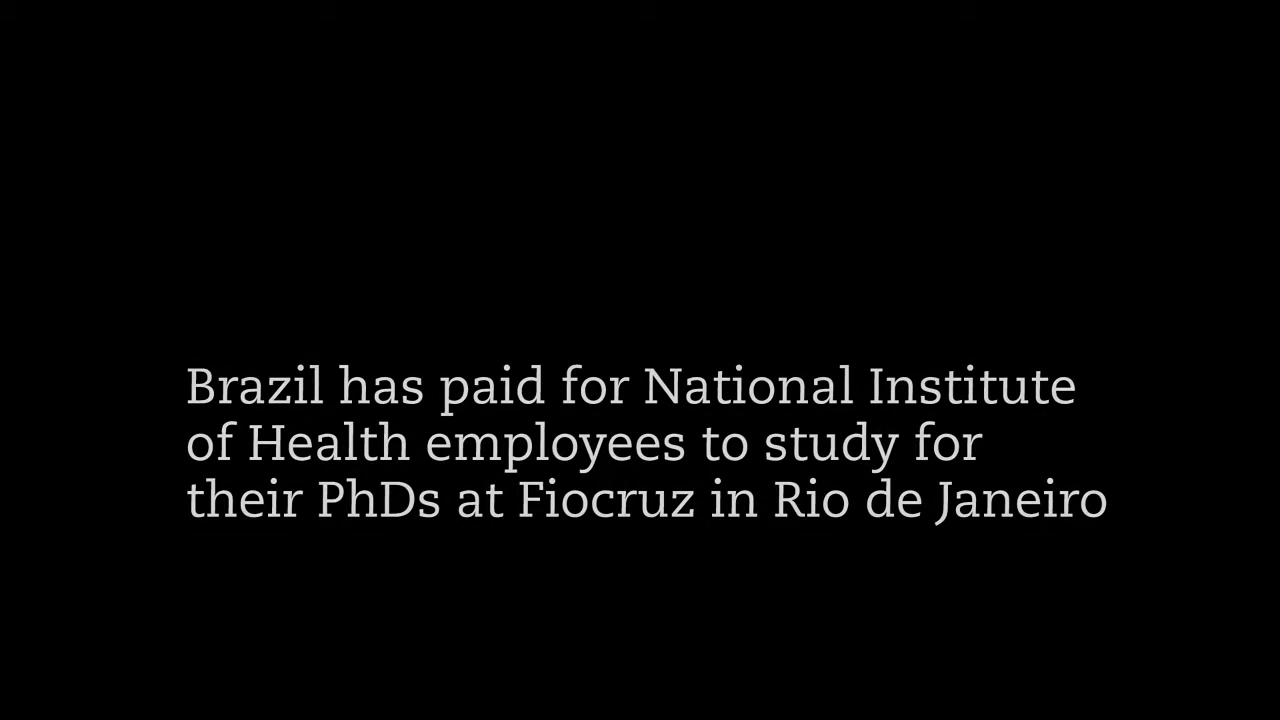 Brazil has paid for National Institute
of Health employees to study for
their PhDs at Fiocruz in Rio de Janeiro